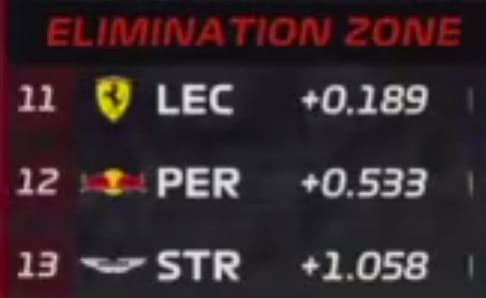 ELIMINATION ZONE
11 LEC +0.189
12 PER +0.533
13 STR +1.058